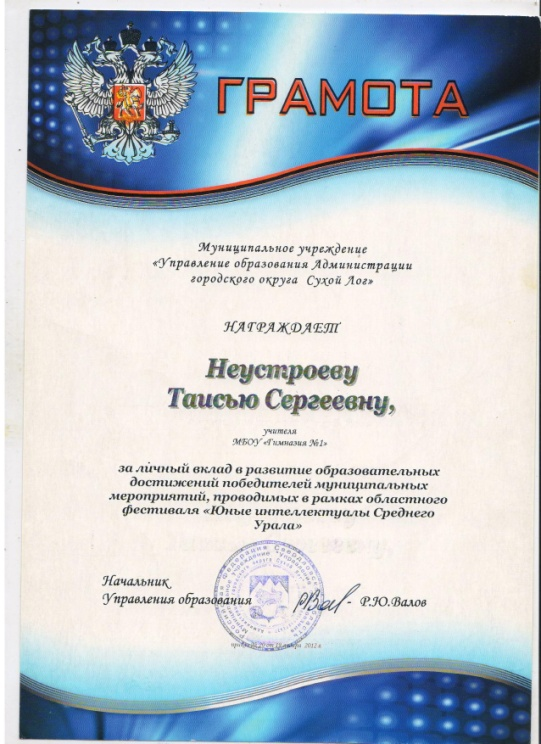 ГРАМОТА
Муниципальное учреждение
«Управление образования Администрации
городского округа Сухой Лог»
НАГРАЖДАЕТ
Неустроеву
Таисью Сергеевну,
учителя
МБОУ «Гимназия №1»
за личный вклад в развитие образовательных
достижений победителей муниципальных
мероприятий, проводимых в рамках областного
фестиваля «Юные интеллектуалы Среднего
Урала»
Начальник
Управления образования
Р.Ю.Валов
2012 г.